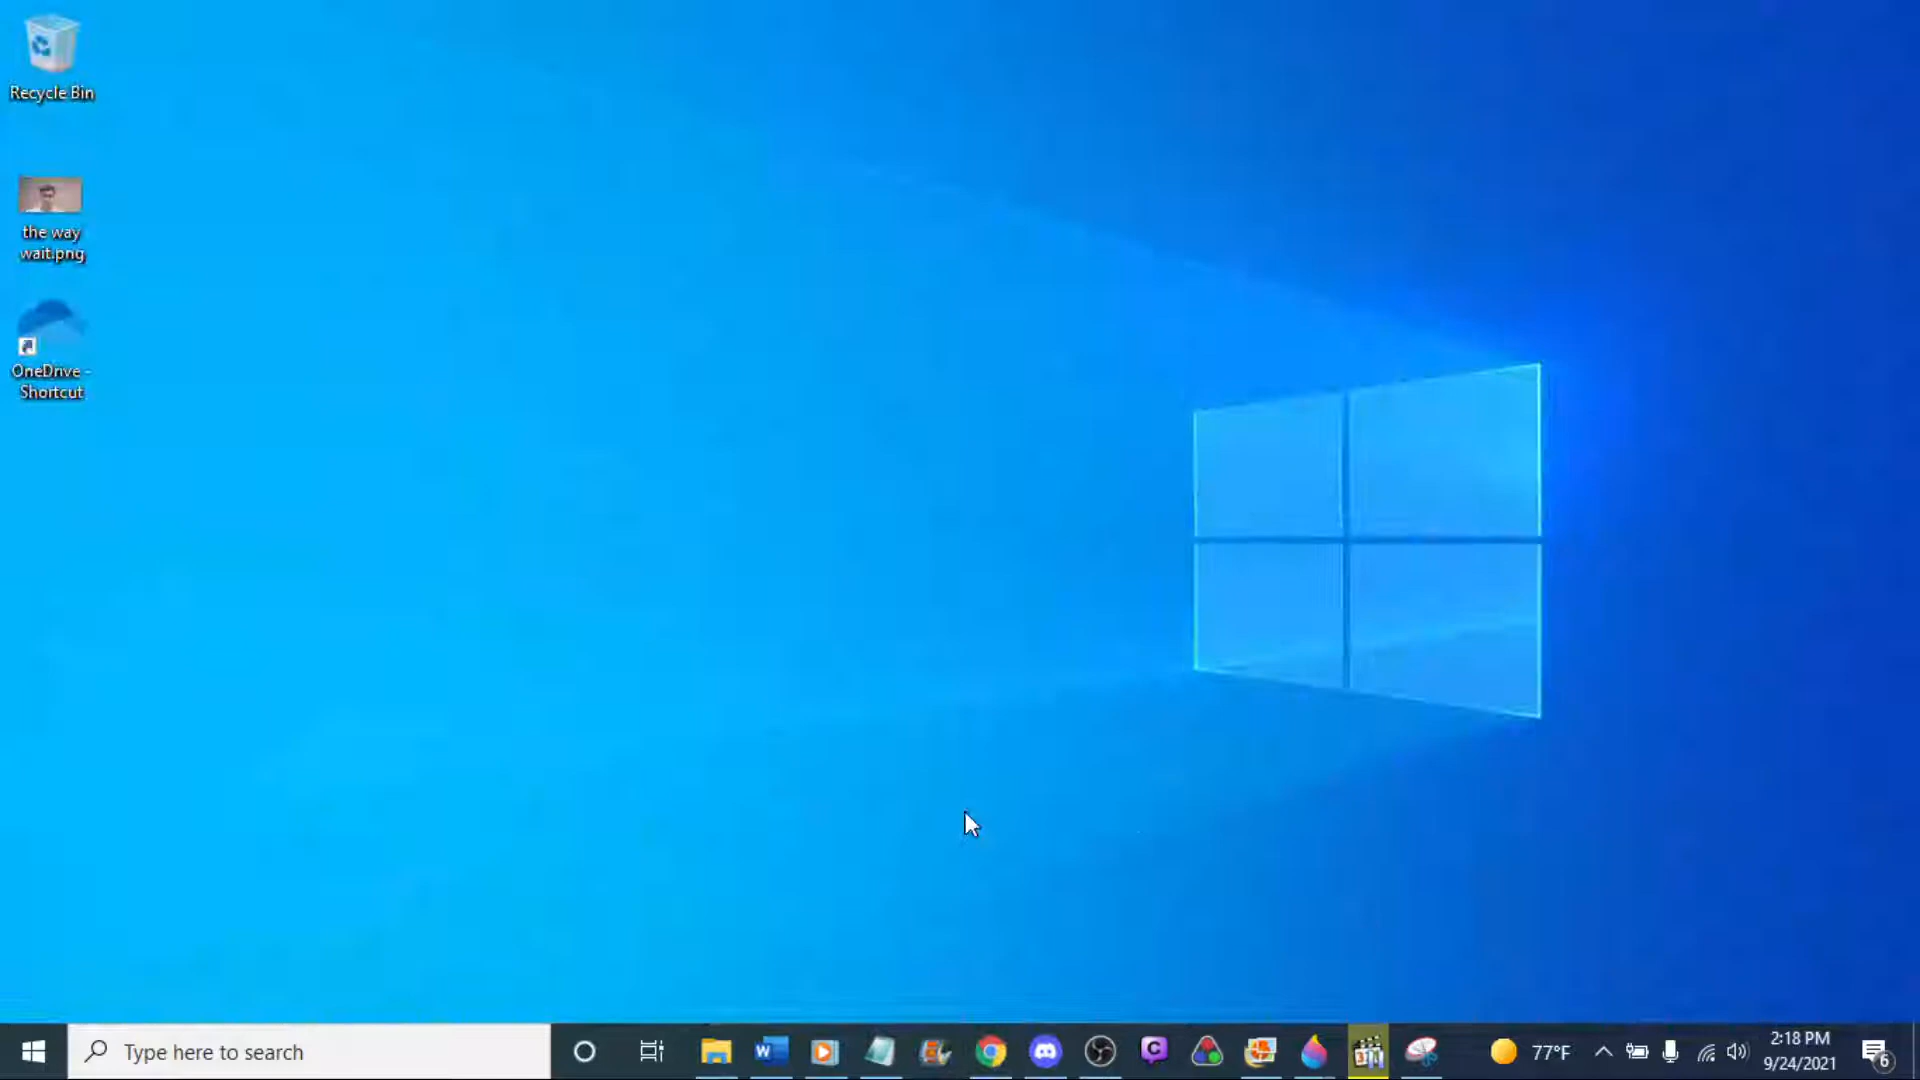 Recycle Bin
the way
wait.png
OneDrive -
Shortcut
Type here to search
W
C
311
77°F
2:18 PM
9/24/2021
6